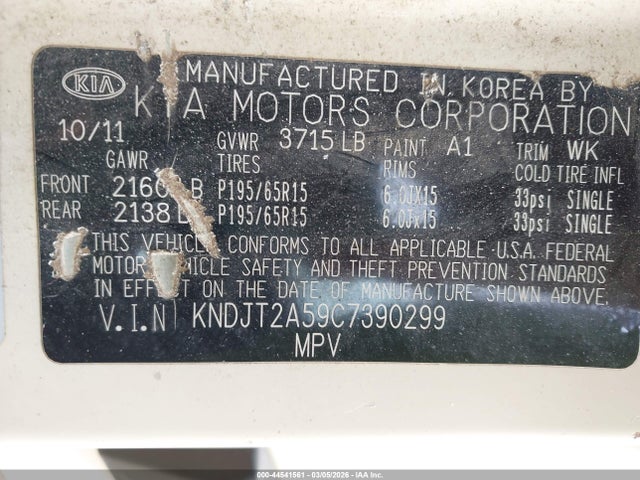 KIA MANUFACTURED IN KOREA BY
KIA MOTORS CORPORATION
10/11 GVWR 3715 LB PAINT A1 TRIM WK
GAWR TIRES RIMS COLD TIRE INFL
FRONT 2160 LB P195/65R15 6.0JX15 33psi SINGLE
REAR 2138 LB P195/65R15 6.0Jx15 33psi SINGLE
THIS VEHICLE CONFORMS TO ALL APPLICABLE U.S.A. FEDERAL
MOTOR VEHICLE SAFETY AND THEFT PREVENTION STANDARDS
IN EFFECT ON THE DATE OF MANUFACTURE SHOWN ABOVE.
V.I.N KNDJT2A59C7390299
MPV
000-44541561 - 03/05/2026 - IAA Inc.